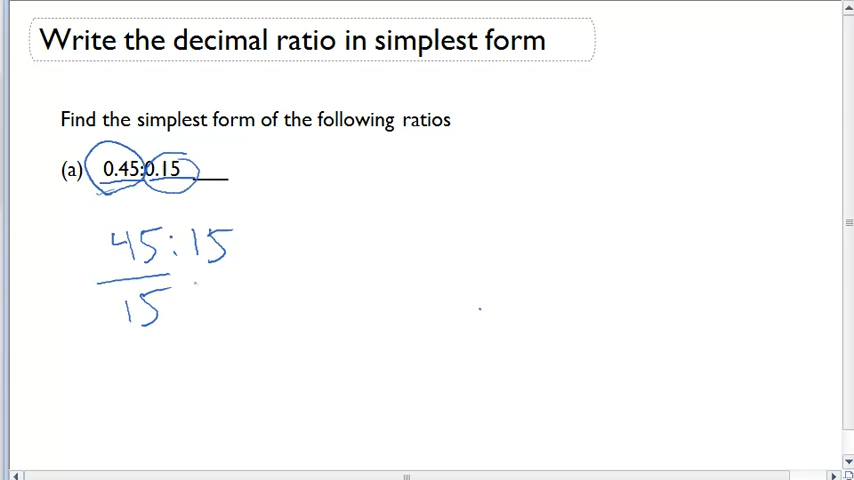 Write the decimal ratio in simplest form
Find the simplest form of the following ratios
(a) 0.45:0.15 ____
45 : 15
15